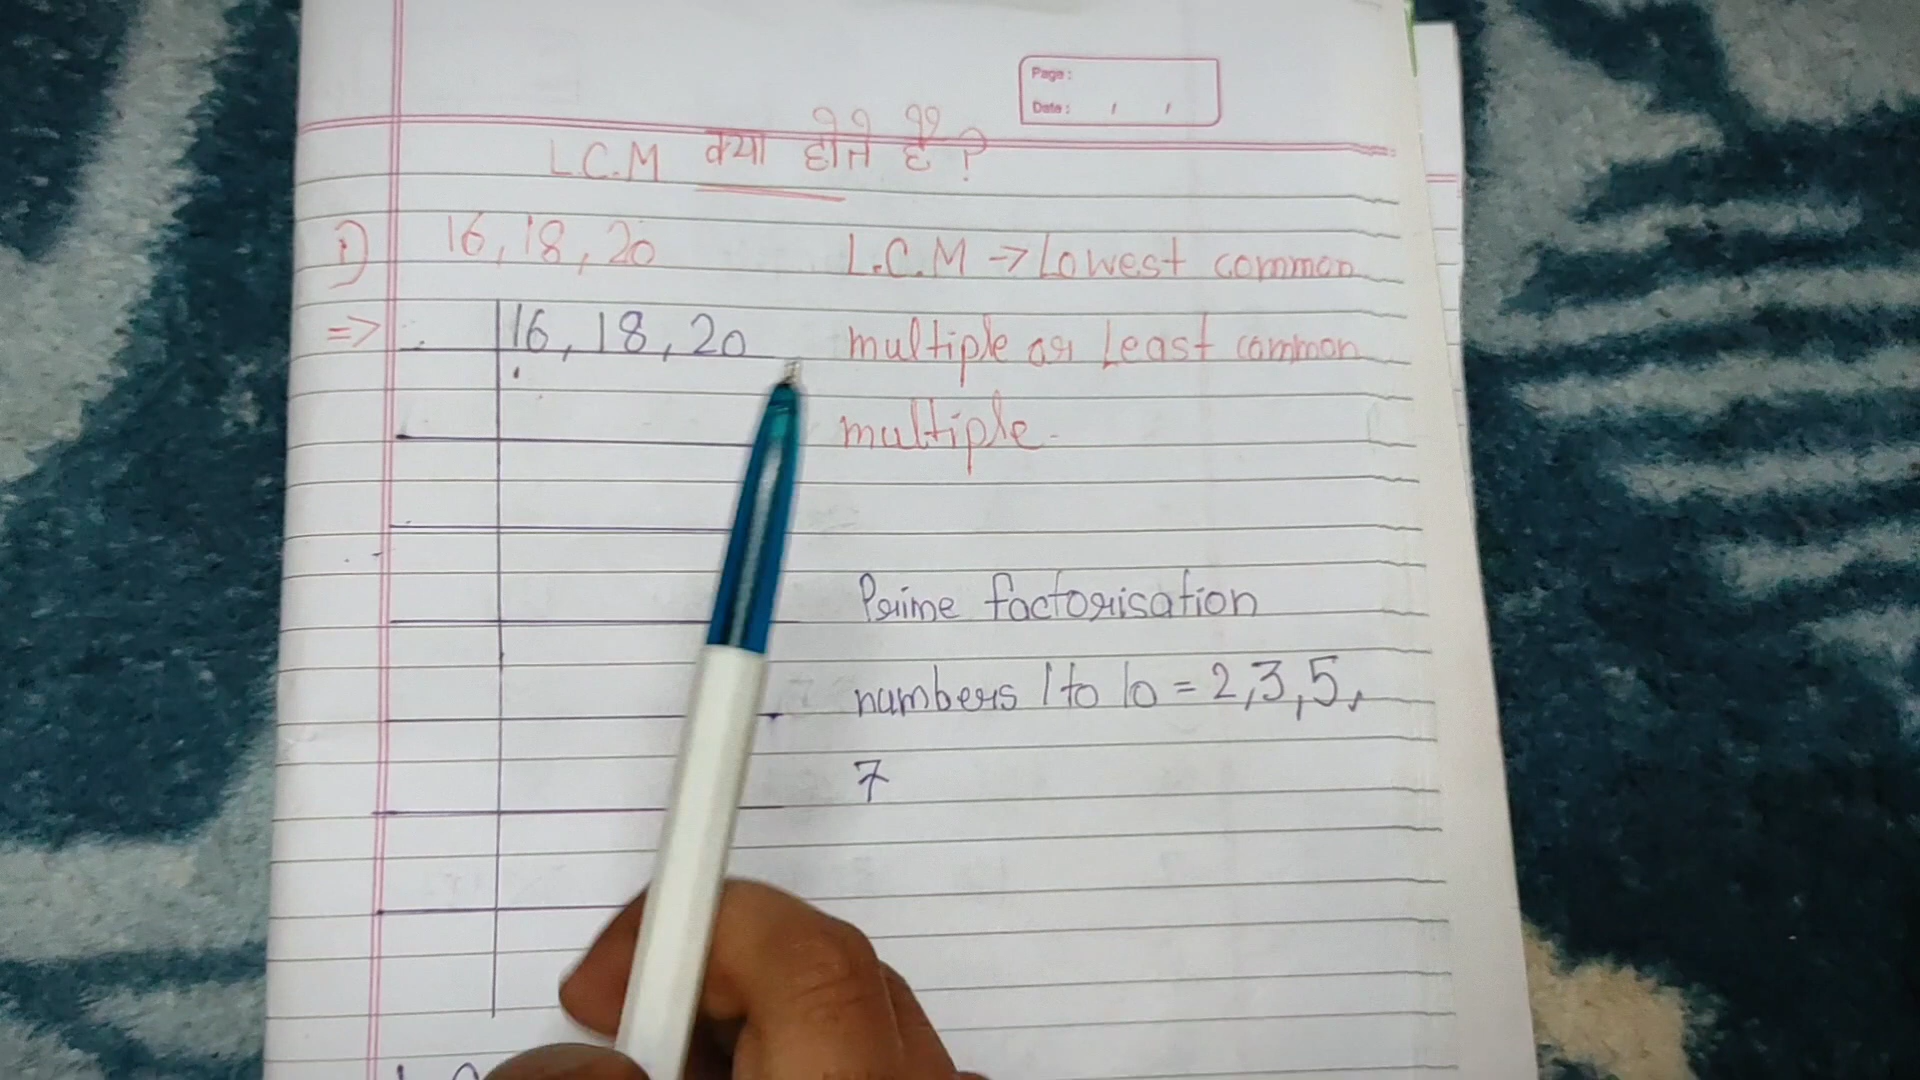 Page :
Date : / /
L.C.M क्या होते है ?
1) 16, 18, 20 L.C.M → Lowest common
⇒ 16, 18, 20 multiple or Least common
multiple.
Prime factorisation
numbers 1 to 10 = 2, 3, 5,
7